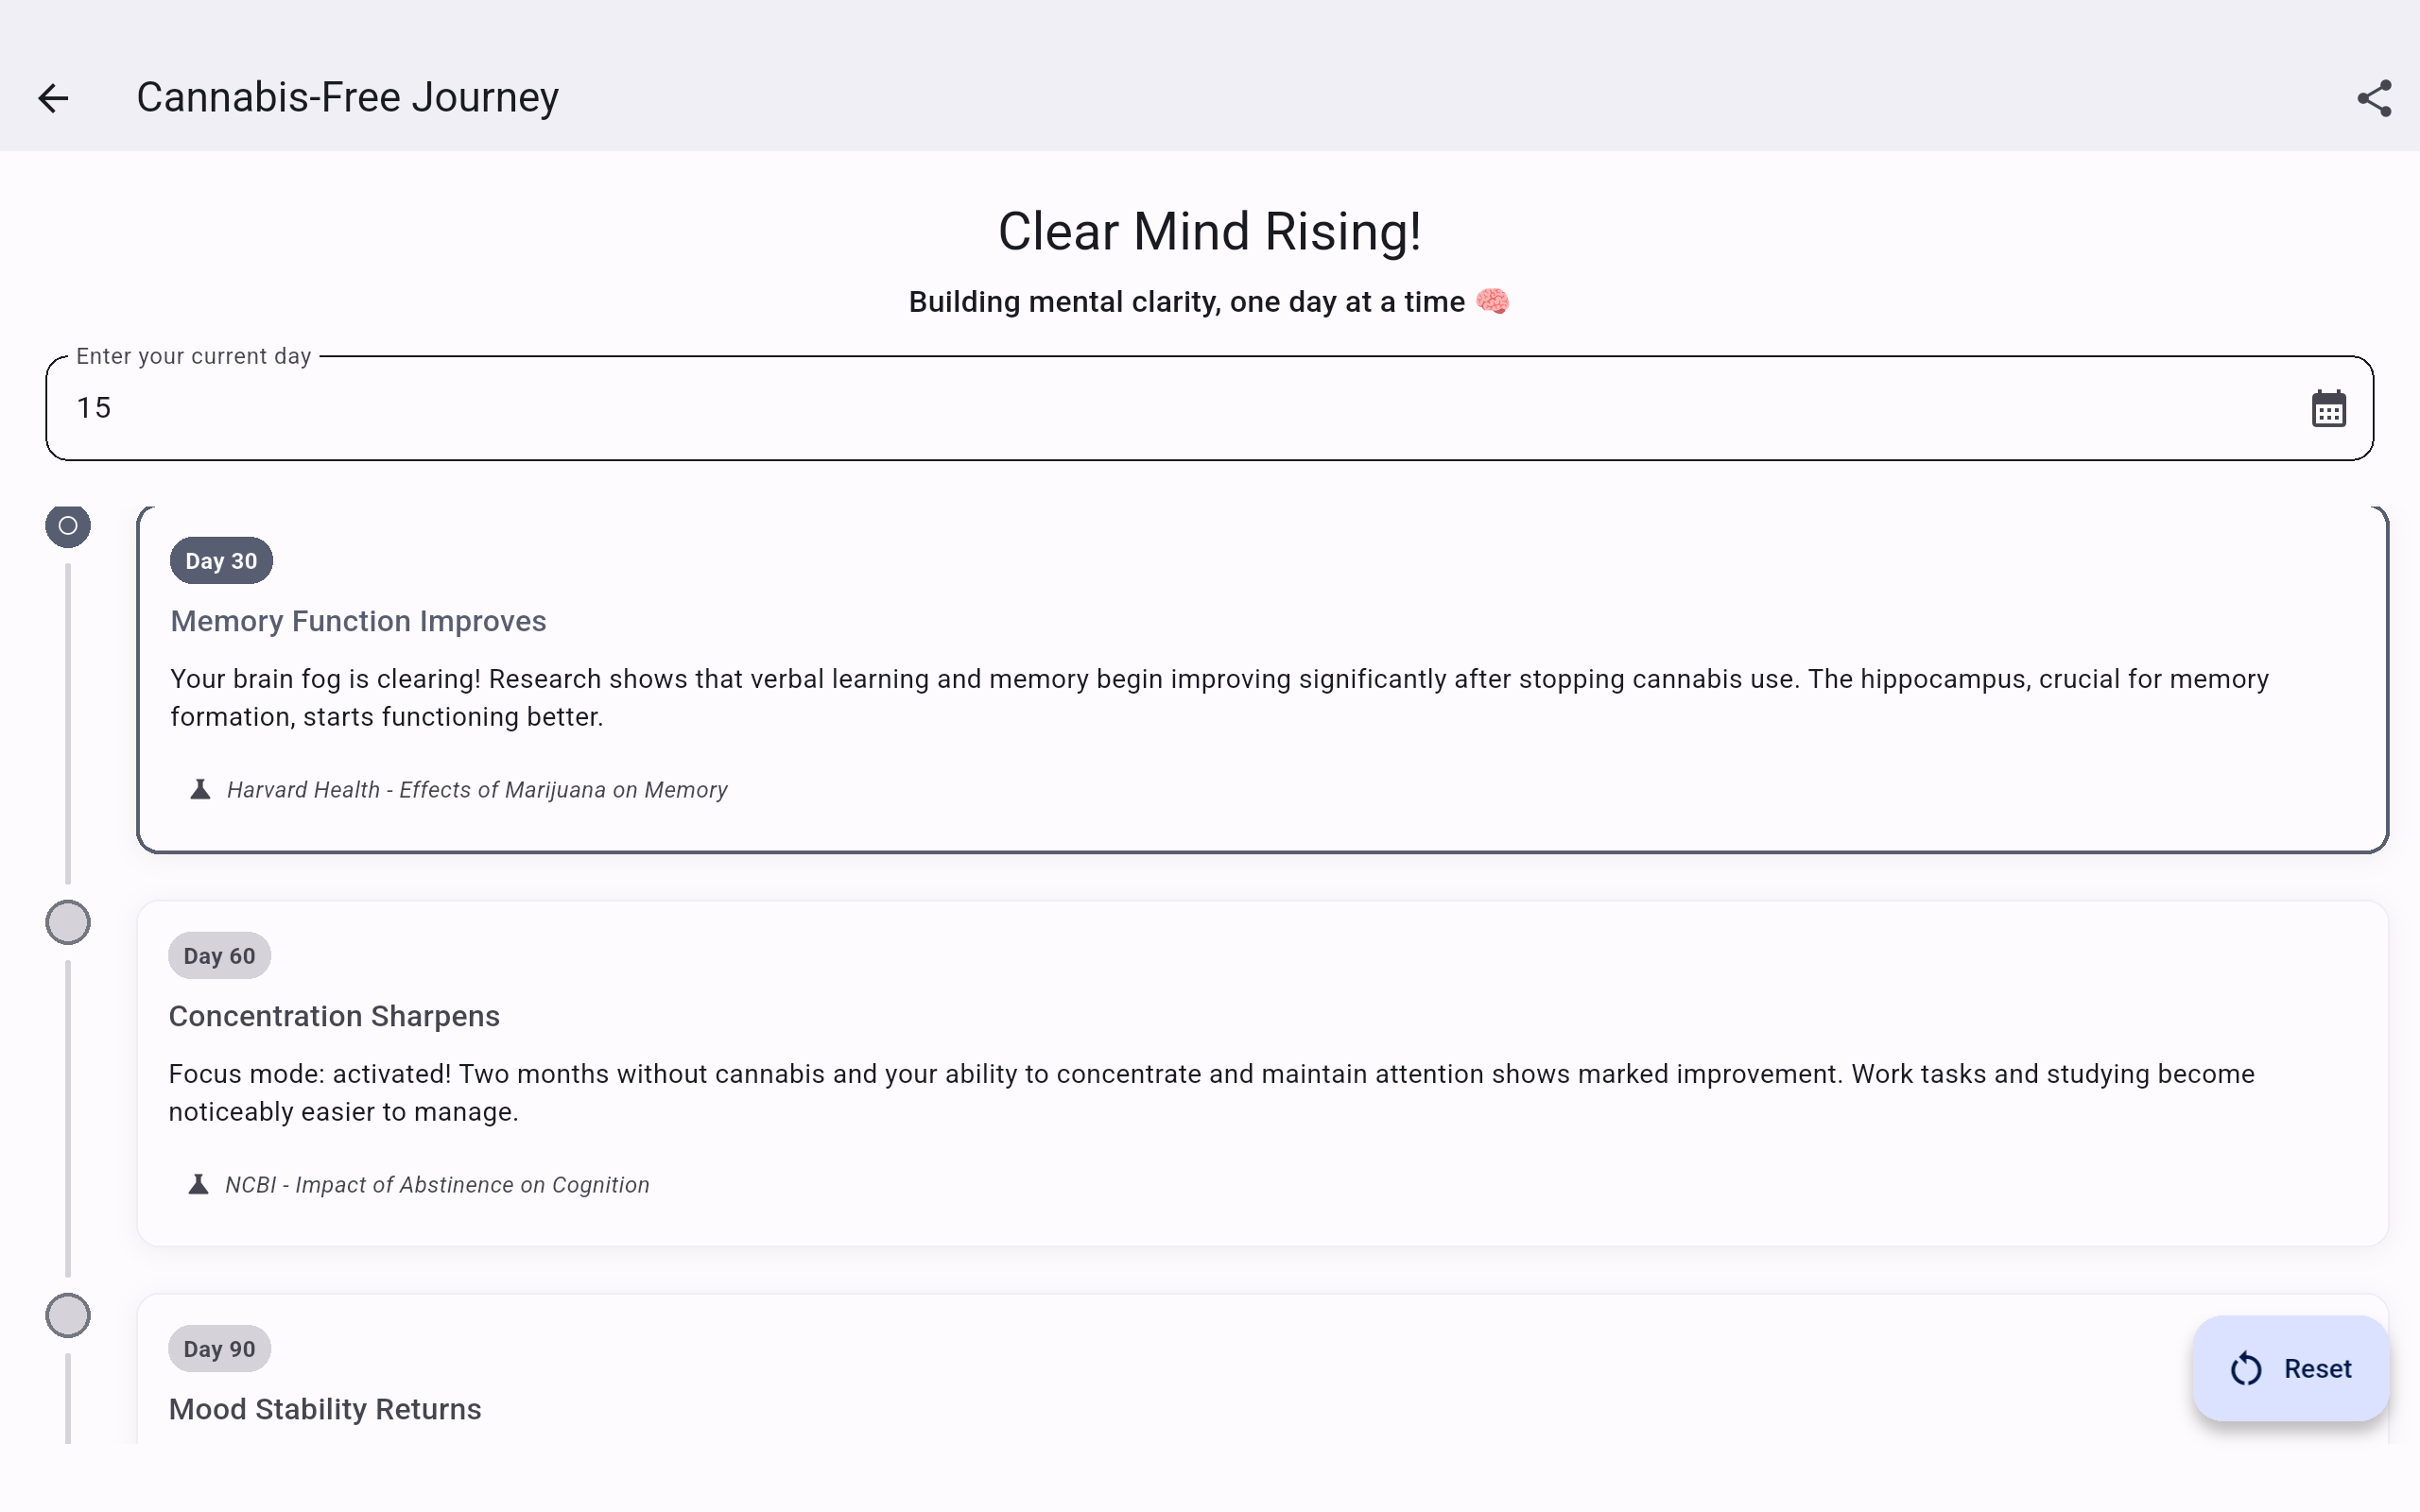 Cannabis-Free Journey
Clear Mind Rising!
Building mental clarity, one day at a time 🧠
Enter your current day
15
Day 30
Memory Function Improves
Your brain fog is clearing! Research shows that verbal learning and memory begin improving significantly after stopping cannabis use. The hippocampus, crucial for memory
formation, starts functioning better.
Harvard Health - Effects of Marijuana on Memory
Day 60
Concentration Sharpens
Focus mode: activated! Two months without cannabis and your ability to concentrate and maintain attention shows marked improvement. Work tasks and studying become
noticeably easier to manage.
NCBI - Impact of Abstinence on Cognition
Day 90
Mood Stability Returns
Reset